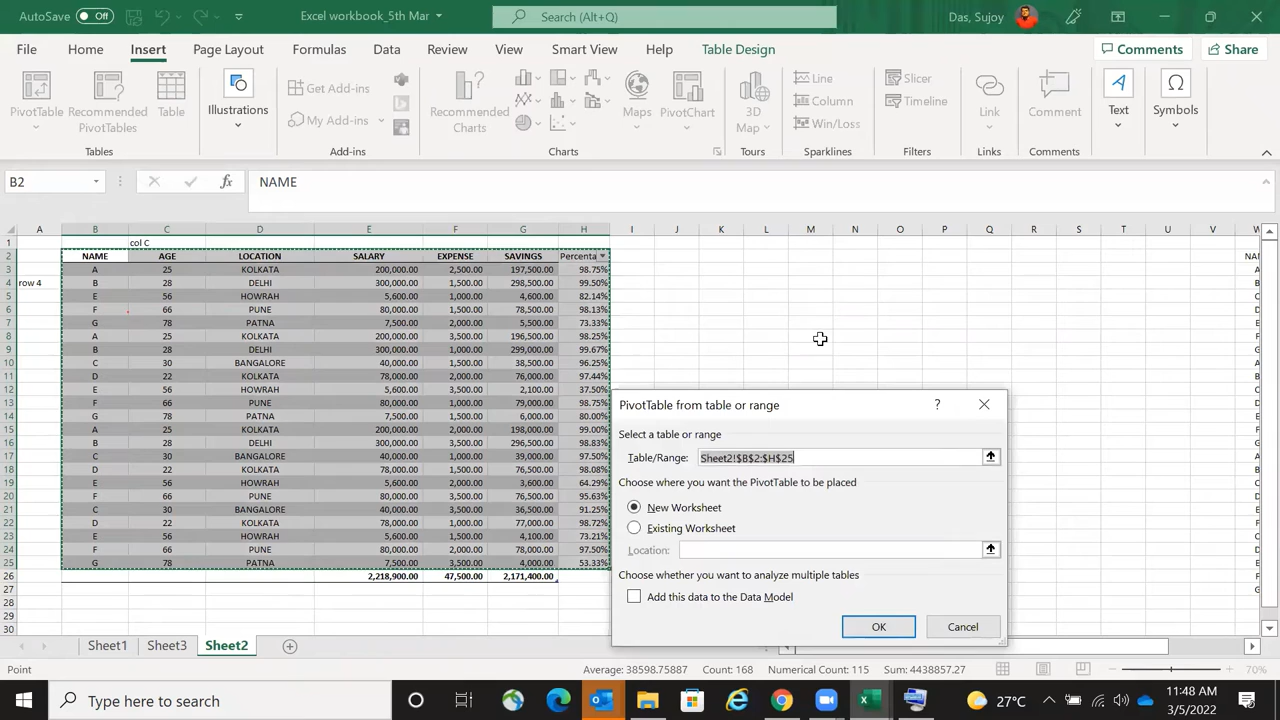 AutoSave Off Excel workbook_5th Mar Search (Alt+Q) Das, Sujoy
File Home Insert Page Layout Formulas Data Review View Smart View Help Table Design Comments Share
PivotTable Recommended PivotTables Table Illustrations Get Add-ins My Add-ins Recommended Charts Maps PivotChart 3D Map Line Column Win/Loss Slicer Timeline Link Comment Text Symbols
Tables Add-ins Charts Tours Sparklines Filters Links Comments
B2 fx NAME
A B C D E F G H I J K L M N O P Q R S T U V W
1 col C
2 NAME AGE LOCATION SALARY EXPENSE SAVINGS Percenta NA
3 A 25 KOLKATA 200,000.00 2,500.00 197,500.00 98.75%
4 row 4 B 28 DELHI 300,000.00 1,500.00 298,500.00 99.50%
5 E 56 HOWRAH 5,600.00 1,000.00 4,600.00 82.14%
6 F 66 PUNE 80,000.00 1,500.00 78,500.00 98.13%
7 G 78 PATNA 7,500.00 2,000.00 5,500.00 73.33%
8 A 25 KOLKATA 200,000.00 3,500.00 196,500.00 98.25%
9 B 28 DELHI 300,000.00 1,000.00 299,000.00 99.67%
10 C 30 BANGALORE 40,000.00 1,500.00 38,500.00 96.25%
11 D 22 KOLKATA 78,000.00 2,000.00 76,000.00 97.44%
12 E 56 HOWRAH 5,600.00 3,500.00 2,100.00 37.50%
13 F 66 PUNE 80,000.00 1,000.00 79,000.00 98.75%
14 G 78 PATNA 7,500.00 1,500.00 6,000.00 80.00%
15 A 25 KOLKATA 200,000.00 2,000.00 198,000.00 99.00%
16 B 28 DELHI 300,000.00 3,500.00 296,500.00 98.83%
17 C 30 BANGALORE 40,000.00 1,000.00 39,000.00 97.50%
18 D 22 KOLKATA 78,000.00 1,500.00 76,500.00 98.08%
19 E 56 HOWRAH 5,600.00 2,000.00 3,600.00 64.29%
20 F 66 PUNE 80,000.00 3,500.00 76,500.00 95.63%
21 C 30 BANGALORE 40,000.00 3,500.00 36,500.00 91.25%
22 D 22 KOLKATA 78,000.00 1,000.00 77,000.00 98.72%
23 E 56 HOWRAH 5,600.00 1,500.00 4,100.00 73.21%
24 F 66 PUNE 80,000.00 2,000.00 78,000.00 97.50%
25 G 78 PATNA 7,500.00 3,500.00 4,000.00 53.33%
26 2,218,900.00 47,500.00 2,171,400.00
27
28
29
30
PivotTable from table or range ?
Select a table or range
Table/Range: Sheet2!$B$2:$H$25
Choose where you want the PivotTable to be placed
New Worksheet
Existing Worksheet
Location:
Choose whether you want to analyze multiple tables
Add this data to the Data Model
OK Cancel
Sheet1 Sheet3 Sheet2
Point Average: 38598.75887 Count: 168 Numerical Count: 115 Sum: 4438857.27 70%
Type here to search 27°C 11:48 AM
3/5/2022